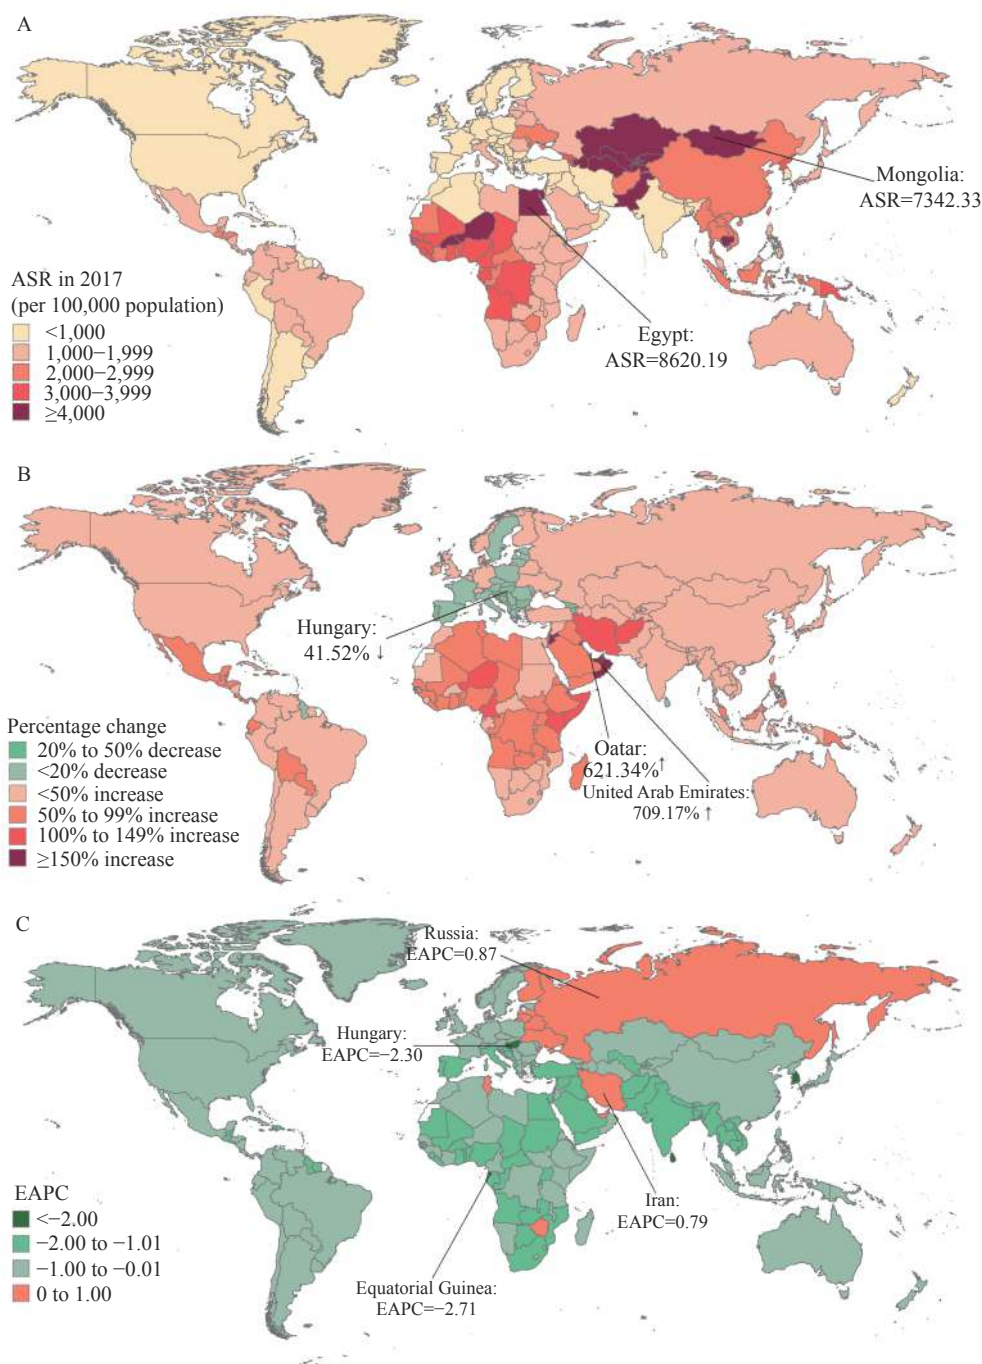 A
Mongolia:
ASR=7342.33
ASR in 2017
(per 100,000 population)
<1,000
1,000−1,999
2,000−2,999
3,000−3,999
≥4,000
Egypt:
ASR=8620.19
B
Hungary:
41.52% ↓
Percentage change
20% to 50% decrease
<20% decrease
<50% increase
50% to 99% increase
100% to 149% increase
≥150% increase
Oatar:
621.34%↑
United Arab Emirates:
709.17% ↑
C
Russia:
EAPC=0.87
Hungary:
EAPC=−2.30
EAPC
<−2.00
−2.00 to −1.01
−1.00 to −0.01
0 to 1.00
Iran:
EAPC=0.79
Equatorial Guinea:
EAPC=−2.71